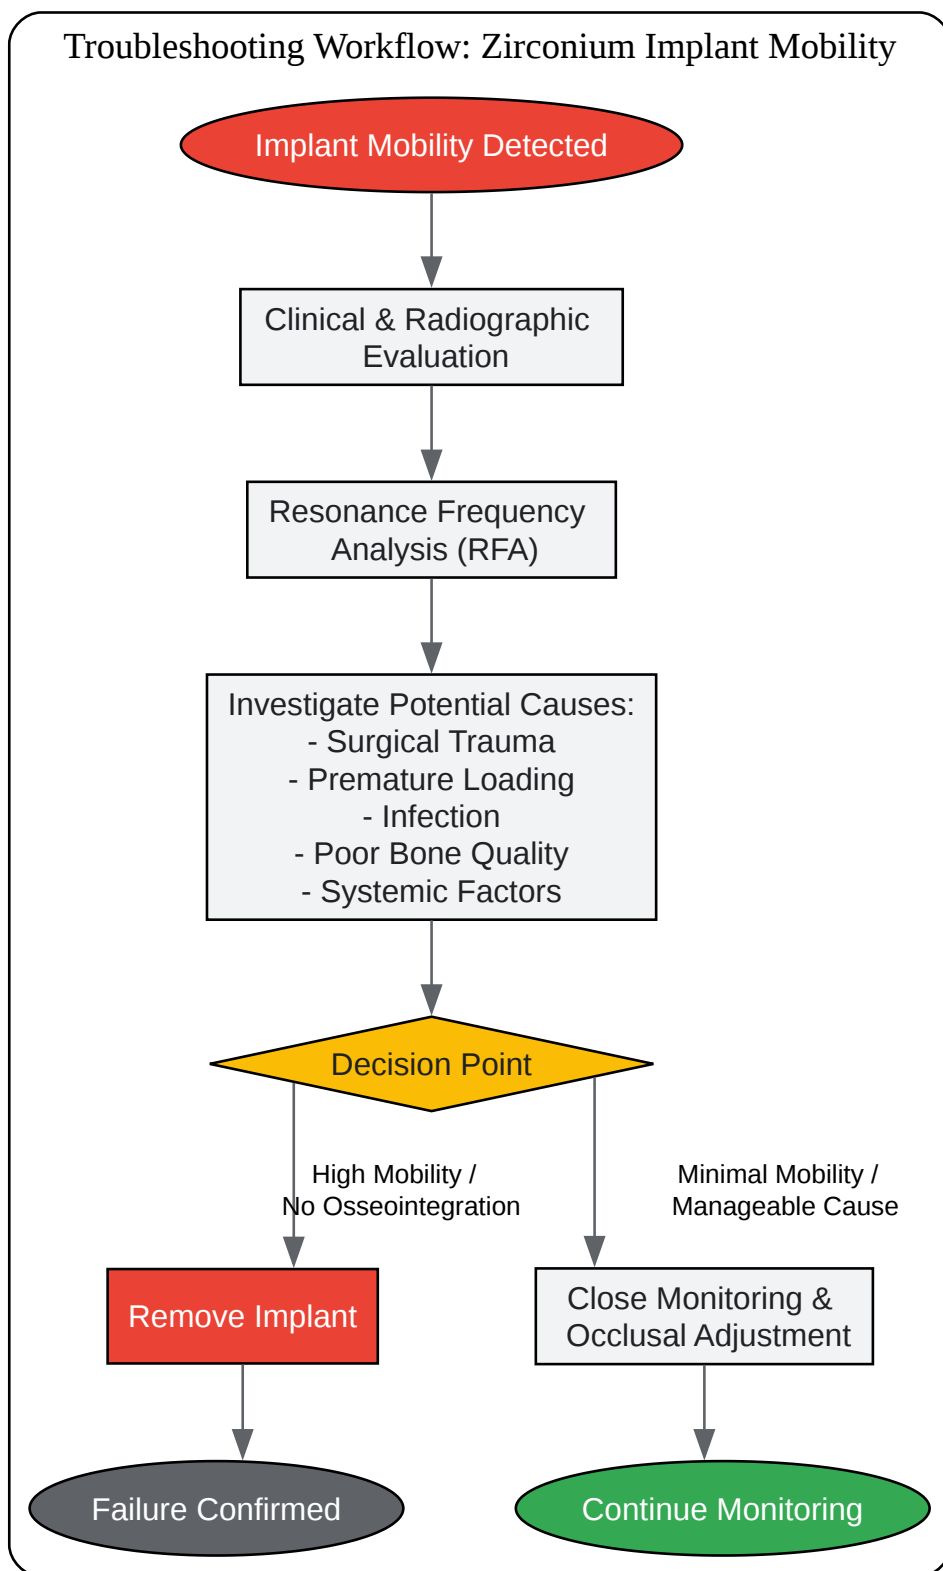 Troubleshooting Workflow: Zirconium Implant Mobility
Implant Mobility Detected
Clinical & Radiographic
Evaluation
Resonance Frequency
Analysis (RFA)
Investigate Potential Causes:
- Surgical Trauma
- Premature Loading
- Infection
- Poor Bone Quality
- Systemic Factors
Decision Point
High Mobility /
No Osseointegration
Minimal Mobility /
Manageable Cause
Remove Implant
Close Monitoring &
Occlusal Adjustment
Failure Confirmed
Continue Monitoring